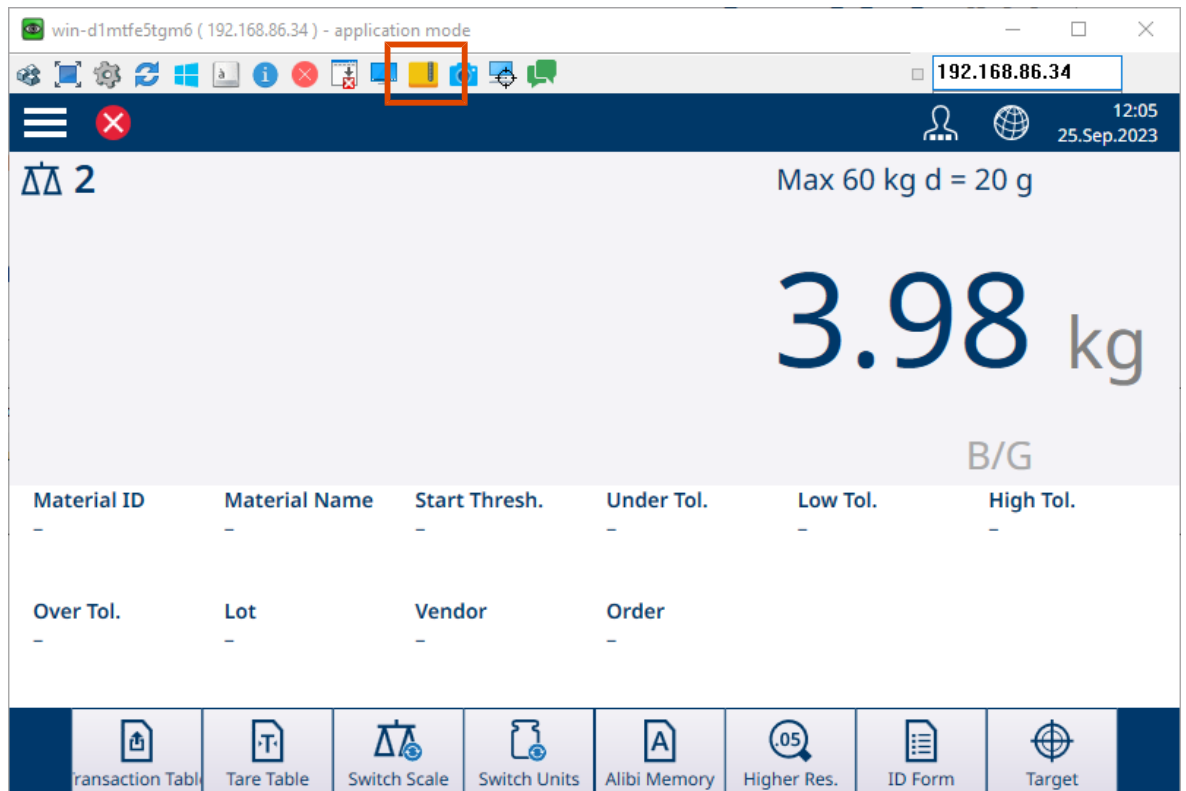 win-d1mtfe5tgm6 ( 192.168.86.34 ) - application mode
192.168.86.34
12:05
25.Sep.2023
2
Max 60 kg d = 20 g
3.98 kg
B/G
Material ID Material Name Start Thresh. Under Tol. Low Tol. High Tol.
– – – – – –
Over Tol. Lot Vendor Order
– – – –
T
A
.05
ransaction Tabl Tare Table Switch Scale Switch Units Alibi Memory Higher Res. ID Form Target